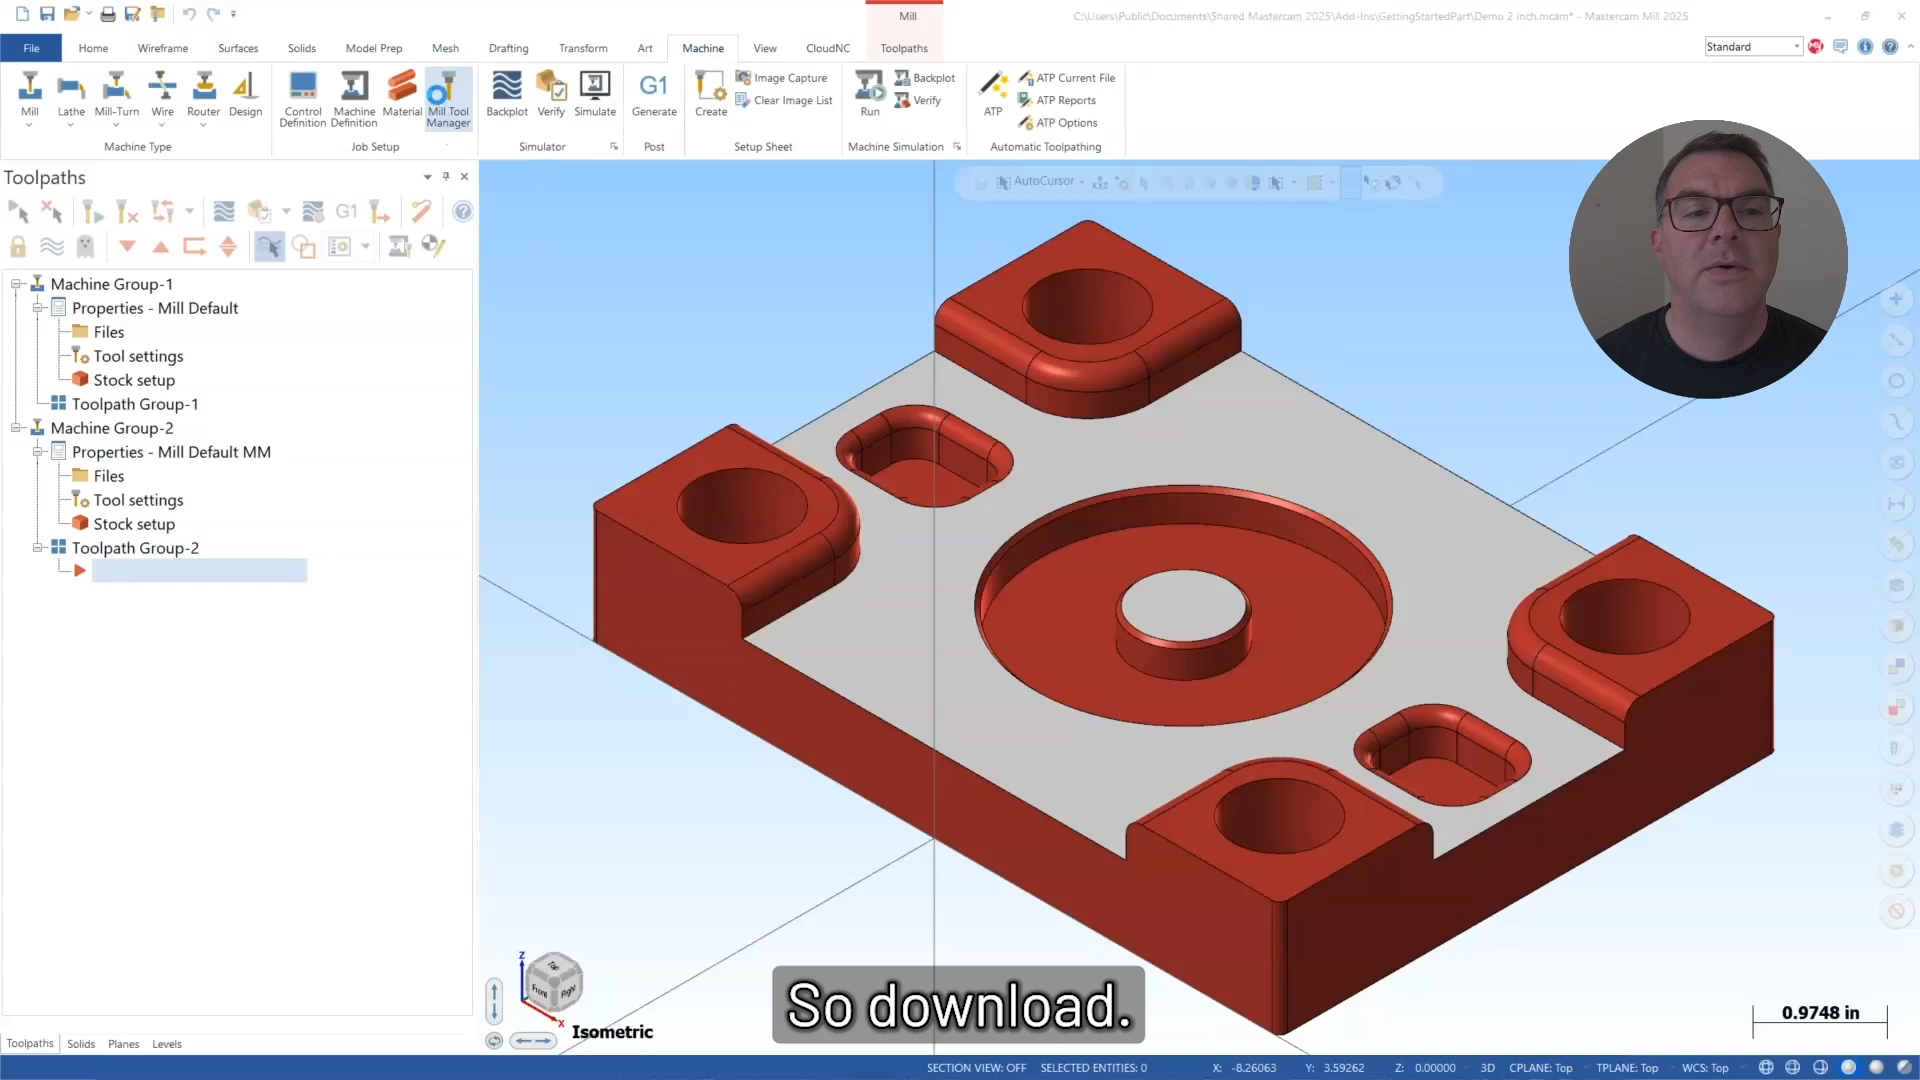 Mill
C:\Users\Public\Documents\Shared Mastercam 2025\Add-Ins\GettingStartedPart\Demo 2 inch.mcam* - Mastercam Mill 2025
File
Home
Wireframe
Surfaces
Solids
Model Prep
Mesh
Drafting
Transform
Art
Machine
View
CloudNC
Toolpaths
Standard
Mill
Lathe
Mill-Turn
Wire
Router
Design
Control Definition
Machine Definition
Material
Mill Tool Manager
Backplot
Verify
Simulate
G1
Generate
Create
Image Capture
Clear Image List
Run
Backplot
Verify
ATP
ATP Current File
ATP Reports
ATP Options
Machine Type
Job Setup
Simulator
Post
Setup Sheet
Machine Simulation
Automatic Toolpathing
Toolpaths
G1
AutoCursor
Machine Group-1
Properties - Mill Default
Files
Tool settings
Stock setup
Toolpath Group-1
Machine Group-2
Properties - Mill Default MM
Files
Tool settings
Stock setup
Toolpath Group-2
Z
Top
Front
Right
X
Isometric
So download.
0.9748 in
Toolpaths
Solids
Planes
Levels
SECTION VIEW: OFF
SELECTED ENTITIES: 0
X: -8.26063
Y: 3.59262
Z: 0.00000
3D
CPLANE: Top
TPLANE: Top
WCS: Top